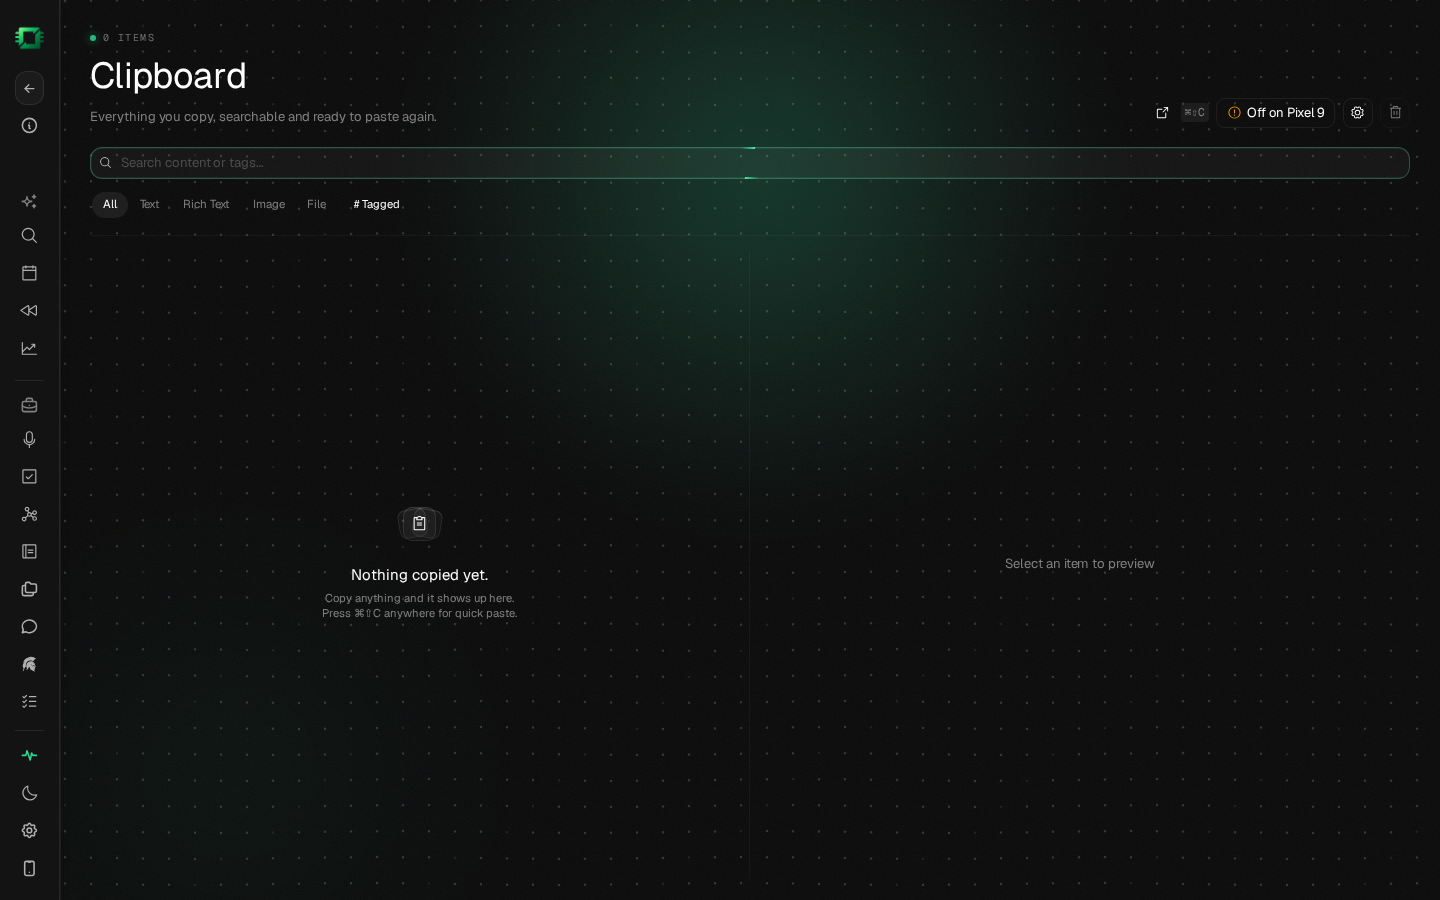 0 ITEMS
Clipboard
Everything you copy, searchable and ready to paste again.
⌘⇧C
Off on Pixel 9
Search content or tags...
All Text Rich Text Image File # Tagged
Nothing copied yet.
Copy anything and it shows up here.
Press ⌘⇧C anywhere for quick paste.
Select an item to preview